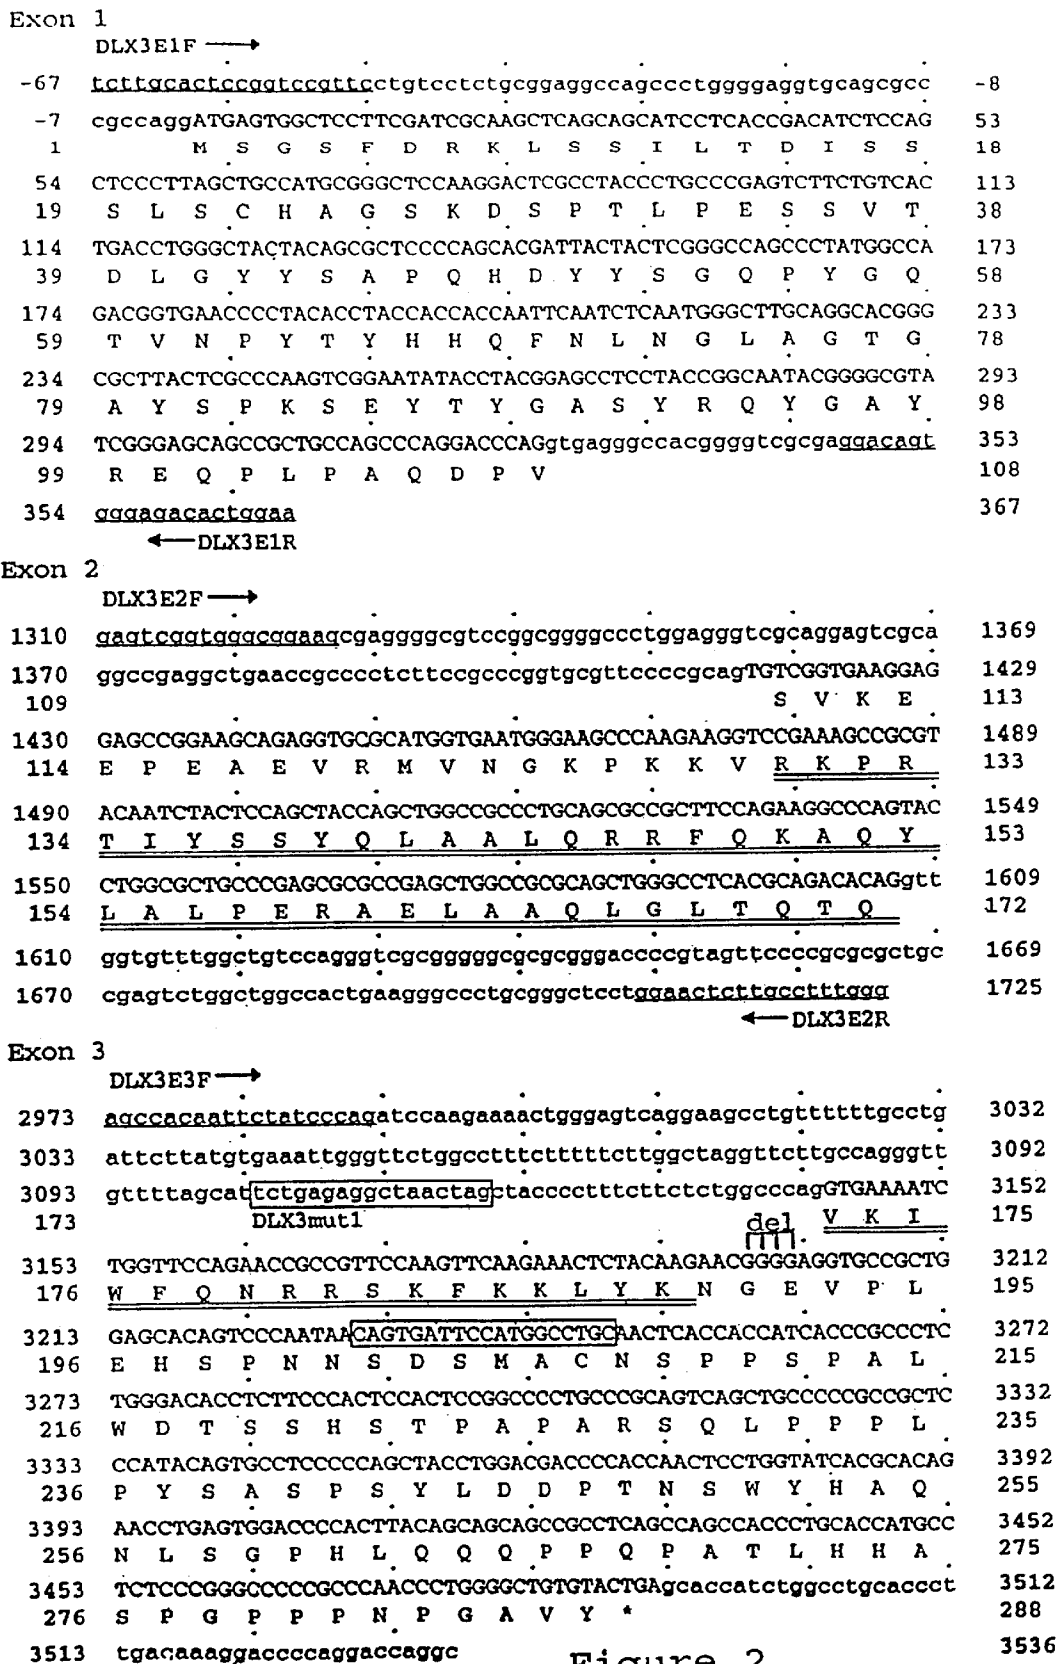 Exon 1
DLX3E1F →
-67 tcttgcactccggtccgttcctgtcctctgcggaggccagccctggggaggtgcagcgcc -8
-7 cgccaggATGAGTGGCTCCTTCGATCGCAAGCTCAGCAGCATCCTCACCGACATCTCCAG 53
1 M S G S F D R K L S S I L T D I S S 18
54 CTCCCTTAGCTGCCATGCGGGCTCCAAGGACTCGCCTACCCTGCCCGAGTCTTCTGTCAC 113
19 S L S C H A G S K D S P T L P E S S V T 38
114 TGACCTGGGCTACTACAGCGCTCCCCAGCACGATTACTACTCGGGCCAGCCCTATGGCCA 173
39 D L G Y Y S A P Q H D Y Y S G Q P Y G Q 58
174 GACGGTGAACCCCTACACCTACCACCACCAATTCAATCTCAATGGGCTTGCAGGCACGGG 233
59 T V N P Y T Y H H Q F N L N G L A G T G 78
234 CGCTTACTCGCCCAAGTCGGAATATACCTACGGAGCCTCCTACCGGCAATACGGGGCGTA 293
79 A Y S P K S E Y T Y G A S Y R Q Y G A Y 98
294 TCGGGAGCAGCCGCTGCCAGCCCAGGACCCAGgtgagggccacggggtcgcgaggacagt 353
99 R E Q P L P A Q D P V 108
354 gggagacactggaa 367
←DLX3E1R
Exon 2
DLX3E2F →
1310 gagtcggtgggcggaagcgaggggcgtccggcggggccctggagggtcgcaggagtcgca 1369
1370 ggccgaggctgaaccgcccctcttccgcccggtgcgttccccgcagTGTCGGTGAAGGAG 1429
109 S V K E 113
1430 GAGCCGGAAGCAGAGGTGCGCATGGTGAATGGGAAGCCCAAGAAGGTCCGAAAGCCGCGT 1489
114 E P E A E V R M V N G K P K K V R K P R 133
1490 ACAATCTACTCCAGCTACCAGCTGGCCGCCCTGCAGCGCCGCTTCCAGAAGGCCCAGTAC 1549
134 T I Y S S Y Q L A A L Q R R F Q K A Q Y 153
1550 CTGGCGCTGCCCGAGCGCGCCGAGCTGGCCGCGCAGCTGGGCCTCACGCAGACACAGgtt 1609
154 L A L P E R A E L A A Q L G L T Q T Q 172
1610 ggtgtttggctgtccagggtcgcgggggcgcgcgggaccccgtagttccccgcgcgctgc 1669
1670 cgagtctggctggccactgaagggccctgcgggctcctggaactcttgcctttggg 1725
←DLX3E2R
Exon 3
DLX3E3F →
2973 agccacaattctatcccagatccaagaaaactgggagtcaggaagcctgttttttgcctg 3032
3033 attcttatgtgaaattgggttctggcctttctttttcttggctaggttcttgccagggtt 3092
3093 gttttagcattctgagaggctaactagctacccctttcttctctggcccagGTGAAAATC 3152
173 DLX3mut1 V K I 175
del
3153 TGGTTCCAGAACCGCCGTTCCAAGTTCAAGAAACTCTACAAGAACGGGGAGGTGCCGCTG 3212
176 W F Q N R R S K F K K L Y K N G E V P L 195
3213 GAGCACAGTCCCAATAACAGTGATTCCATGGCCTGCAACTCACCACCATCACCCGCCCTC 3272
196 E H S P N N S D S M A C N S P P S P A L 215
3273 TGGGACACCTCTTCCCACTCCACTCCGGCCCCTGCCCGCAGTCAGCTGCCCCCGCCGCTC 3332
216 W D T S S H S T P A P A R S Q L P P P L 235
3333 CCATACAGTGCCTCCCCCAGCTACCTGGACGACCCCACCAACTCCTGGTATCACGCACAG 3392
236 P Y S A S P S Y L D D P T N S W Y H A Q 255
3393 AACCTGAGTGGACCCCACTTACAGCAGCAGCCGCCTCAGCCAGCCACCCTGCACCATGCC 3452
256 N L S G P H L Q Q Q P P Q P A T L H H A 275
3453 TCTCCCGGGCCCCCGCCCAACCCTGGGGCTGTGTACTGAgcaccatctggcctgcaccct 3512
276 S P G P P P N P G A V Y * 288
3513 tgacaaaggaccccaggaccaggc 3536
Figure 2